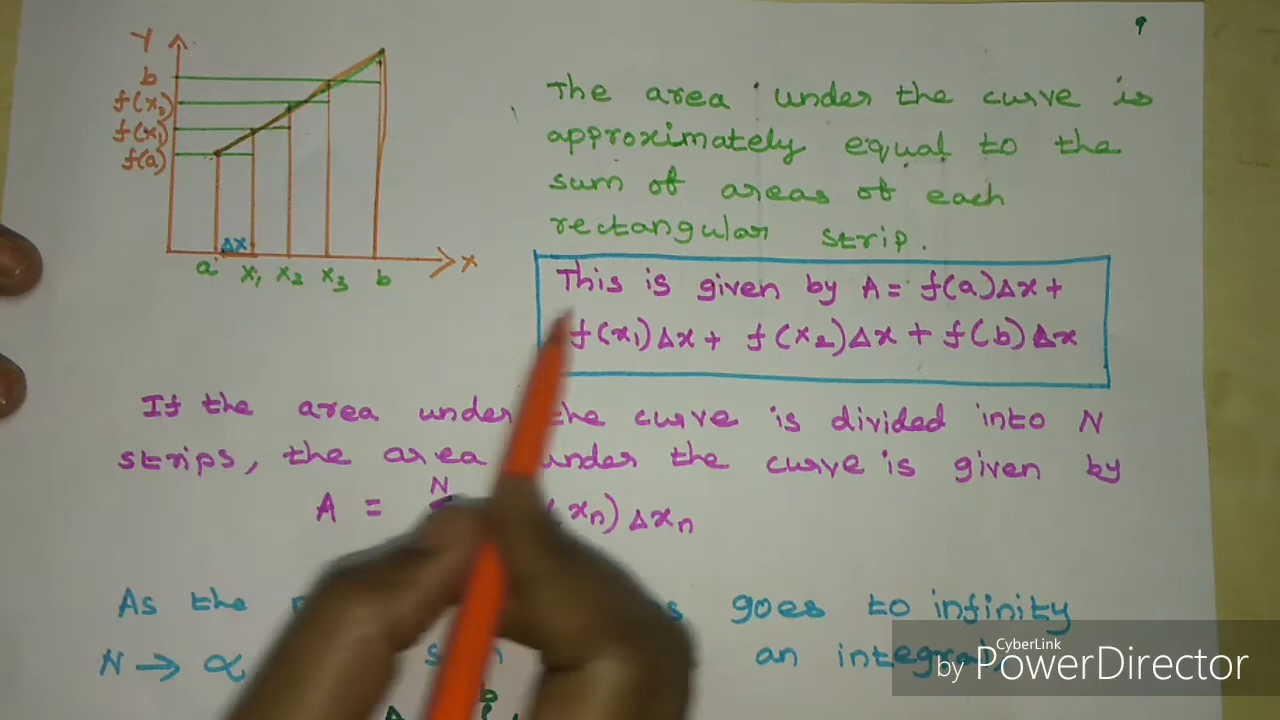 9
Y
b
f(x2)
f(x1)
f(a)
Δx
a x1 x2 x3 b
x
The area under the curve is
approximately equal to the
sum of areas of each
rectangular strip.
This is given by A = f(a)Δx +
f(x1)Δx + f(x2)Δx + f(b)Δx
If the area under the curve is divided into N
strips, the area under the curve is given by
N
A = (xn)Δxn
As the goes to infinity
N → ∝ an integral
b
A
CyberLink
by PowerDirector